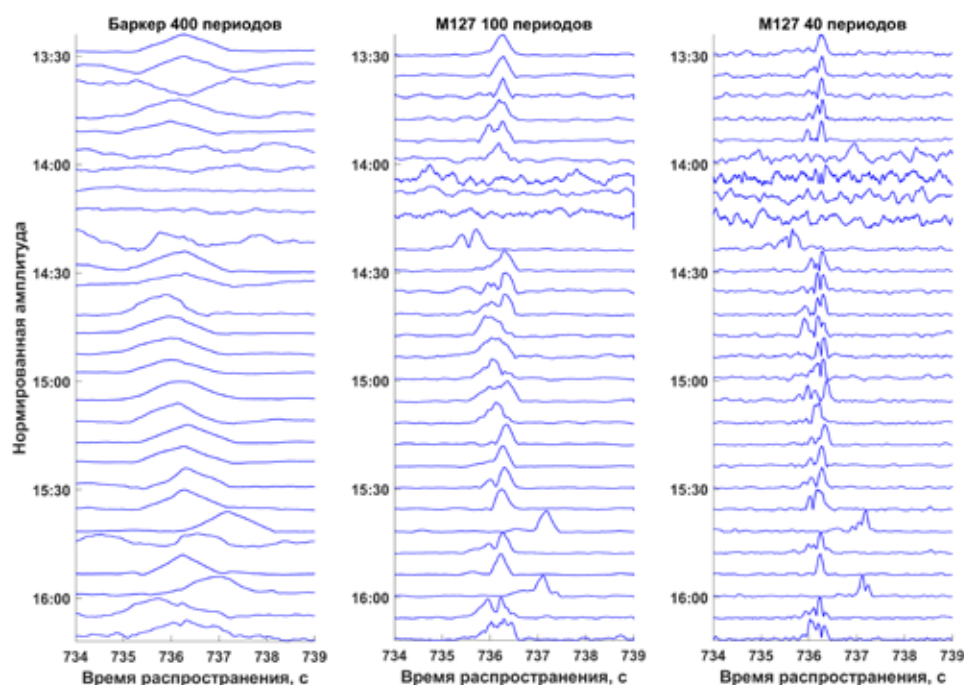 Баркер 400 периодов
М127 100 периодов
М127 40 периодов
Нормированная амплитуда
13:30
14:00
14:30
15:00
15:30
16:00
734 735 736 737 738 739
Время распространения, с
13:30
14:00
14:30
15:00
15:30
16:00
734 735 736 737 738 739
Время распространения, с
13:30
14:00
14:30
15:00
15:30
16:00
734 735 736 737 738 739
Время распространения, с